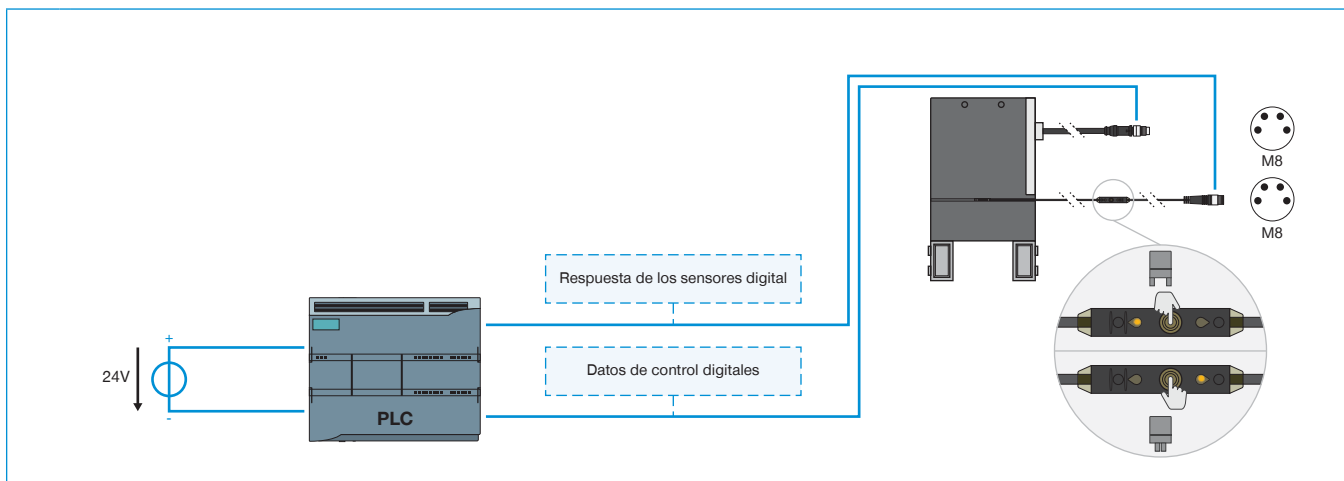 M8
M8
Respuesta de los sensores digital
+
24V
Datos de control digitales
-
PLC